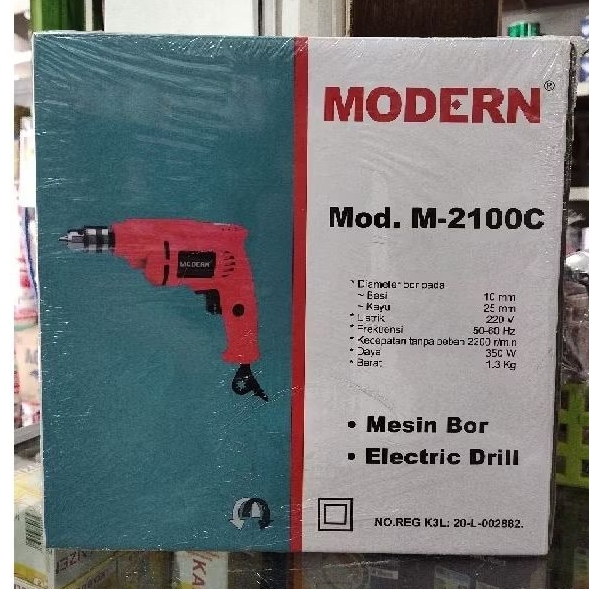 MODERN®
Mod. M-2100C
MODERN
* Diameter bor pada
~ Besi 10 mm
~ Kayu 25 mm
* Listrik 220 V
* Frekuensi 50-60 Hz
* Kecepatan tanpa beban 2200 r/min
* Daya 350 W
* Berat 1.3 Kg
• Mesin Bor
• Electric Drill
NO.REG K3L: 20-L-002882.